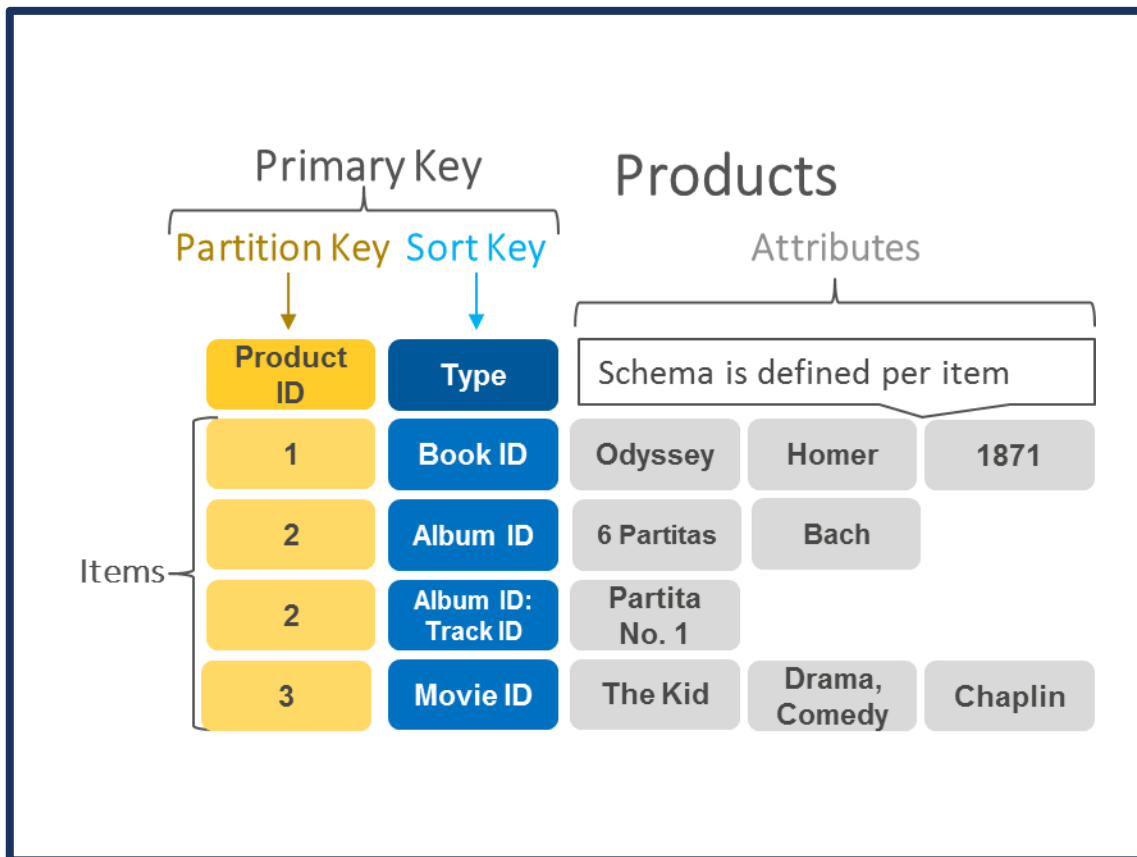 Primary Key
Products
Partition Key
Sort Key
Attributes
Product
ID
Type
Schema is defined per item
Items
1
Book ID
Odyssey
Homer
1871
2
Album ID
6 Partitas
Bach
2
Album ID:
Track ID
Partita
No. 1
3
Movie ID
The Kid
Drama,
Comedy
Chaplin